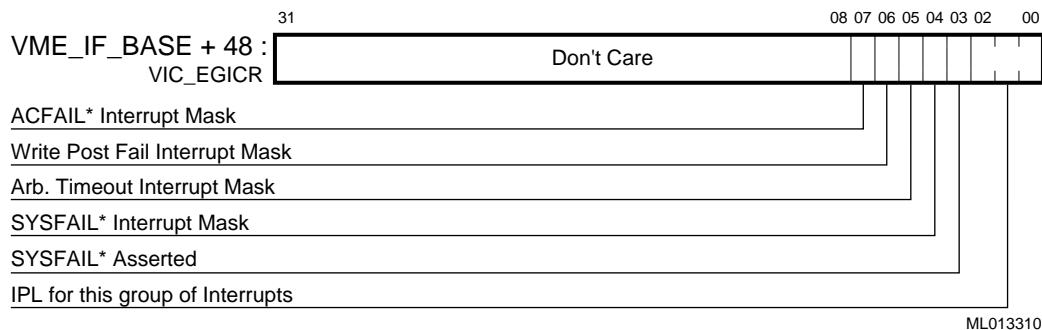 31 08 07 06 05 04 03 02 00
VME_IF_BASE + 48 : Don't Care
VIC_EGICR
ACFAIL* Interrupt Mask
Write Post Fail Interrupt Mask
Arb. Timeout Interrupt Mask
SYSFAIL* Interrupt Mask
SYSFAIL* Asserted
IPL for this group of Interrupts
ML013310